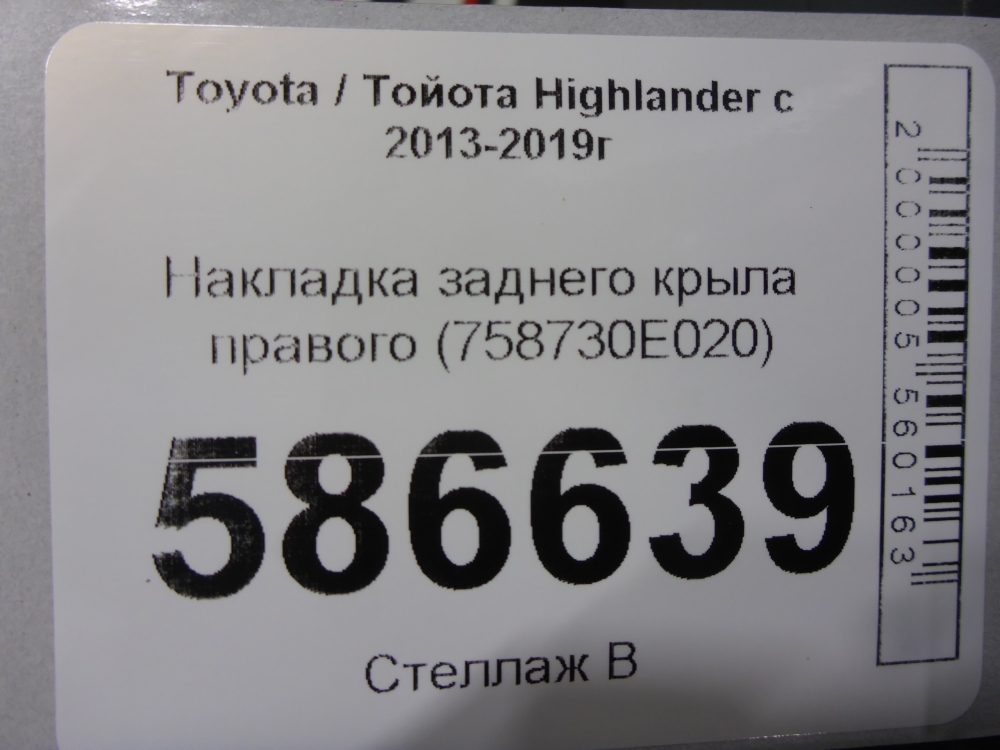 Toyota / Тойота Highlander с
2013-2019г
Накладка заднего крыла
правого (758730E020)
586639
Стеллаж В
2000005560163